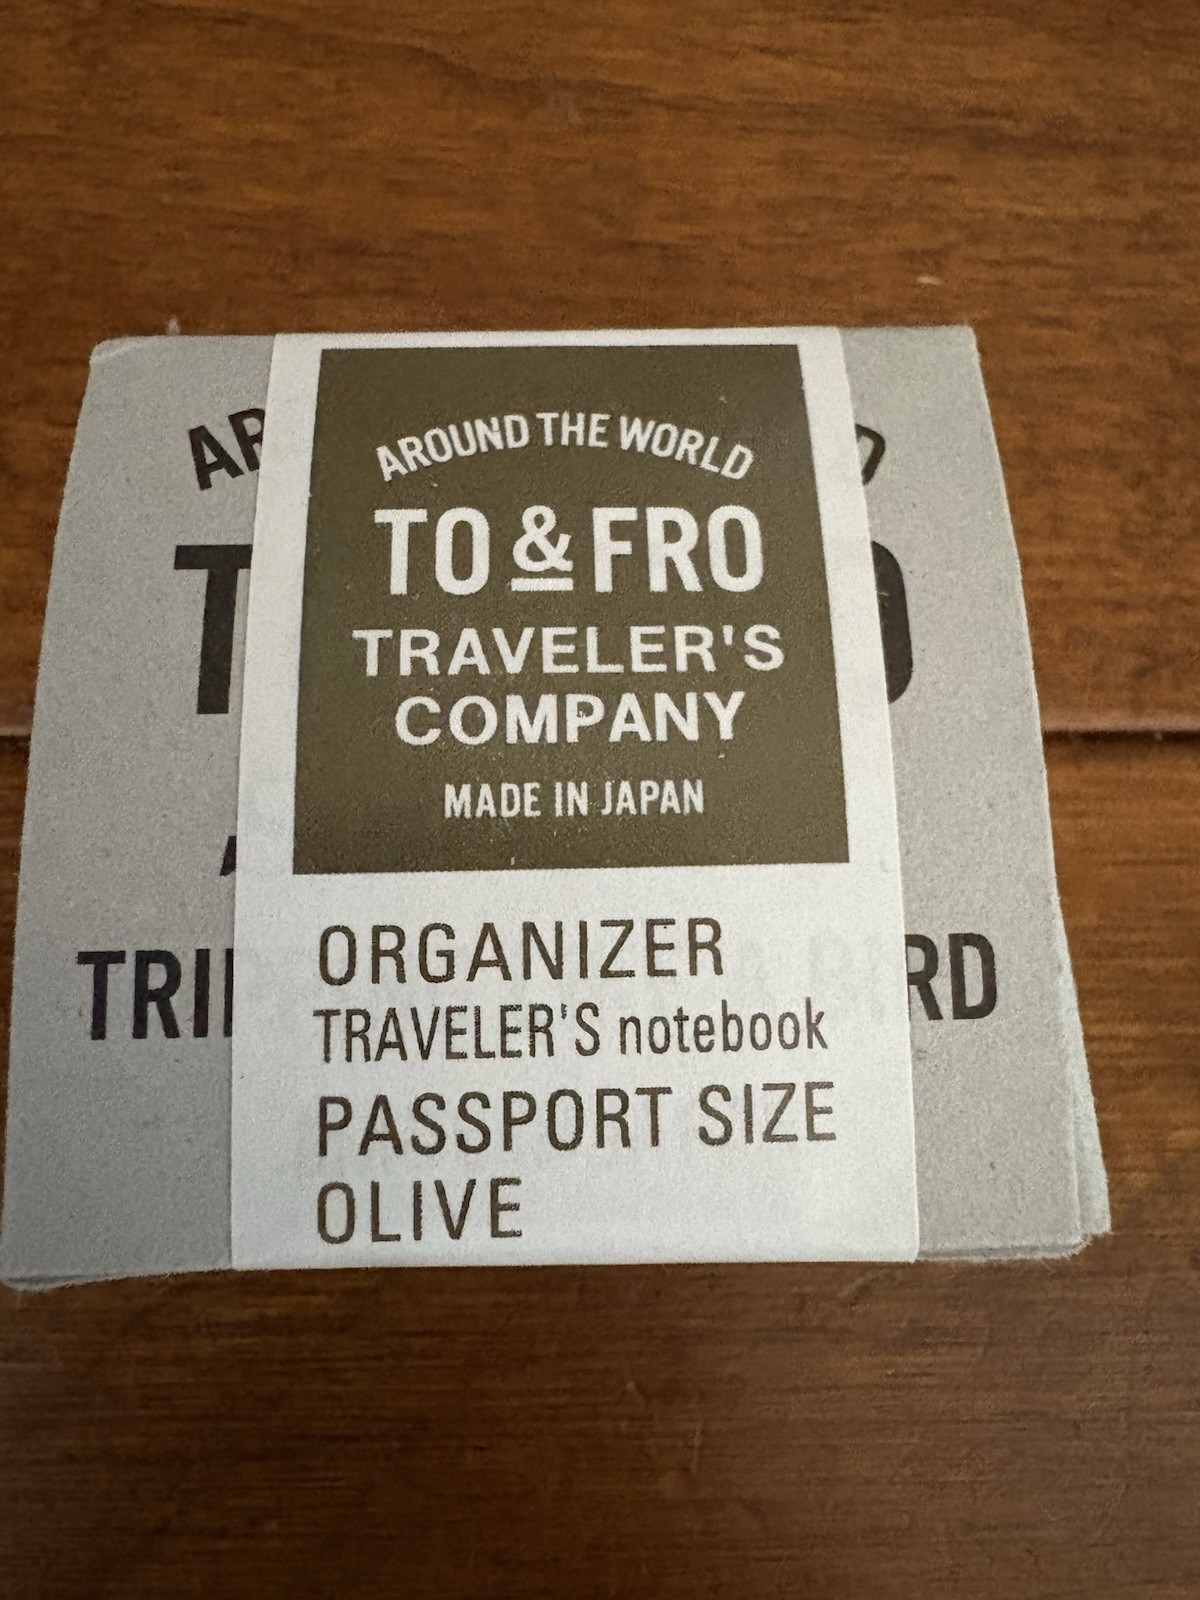 AROUND THE WORLD
TO & FRO
TRAVELER'S
COMPANY
MADE IN JAPAN
ORGANIZER
TRAVELER'S notebook
PASSPORT SIZE
OLIVE